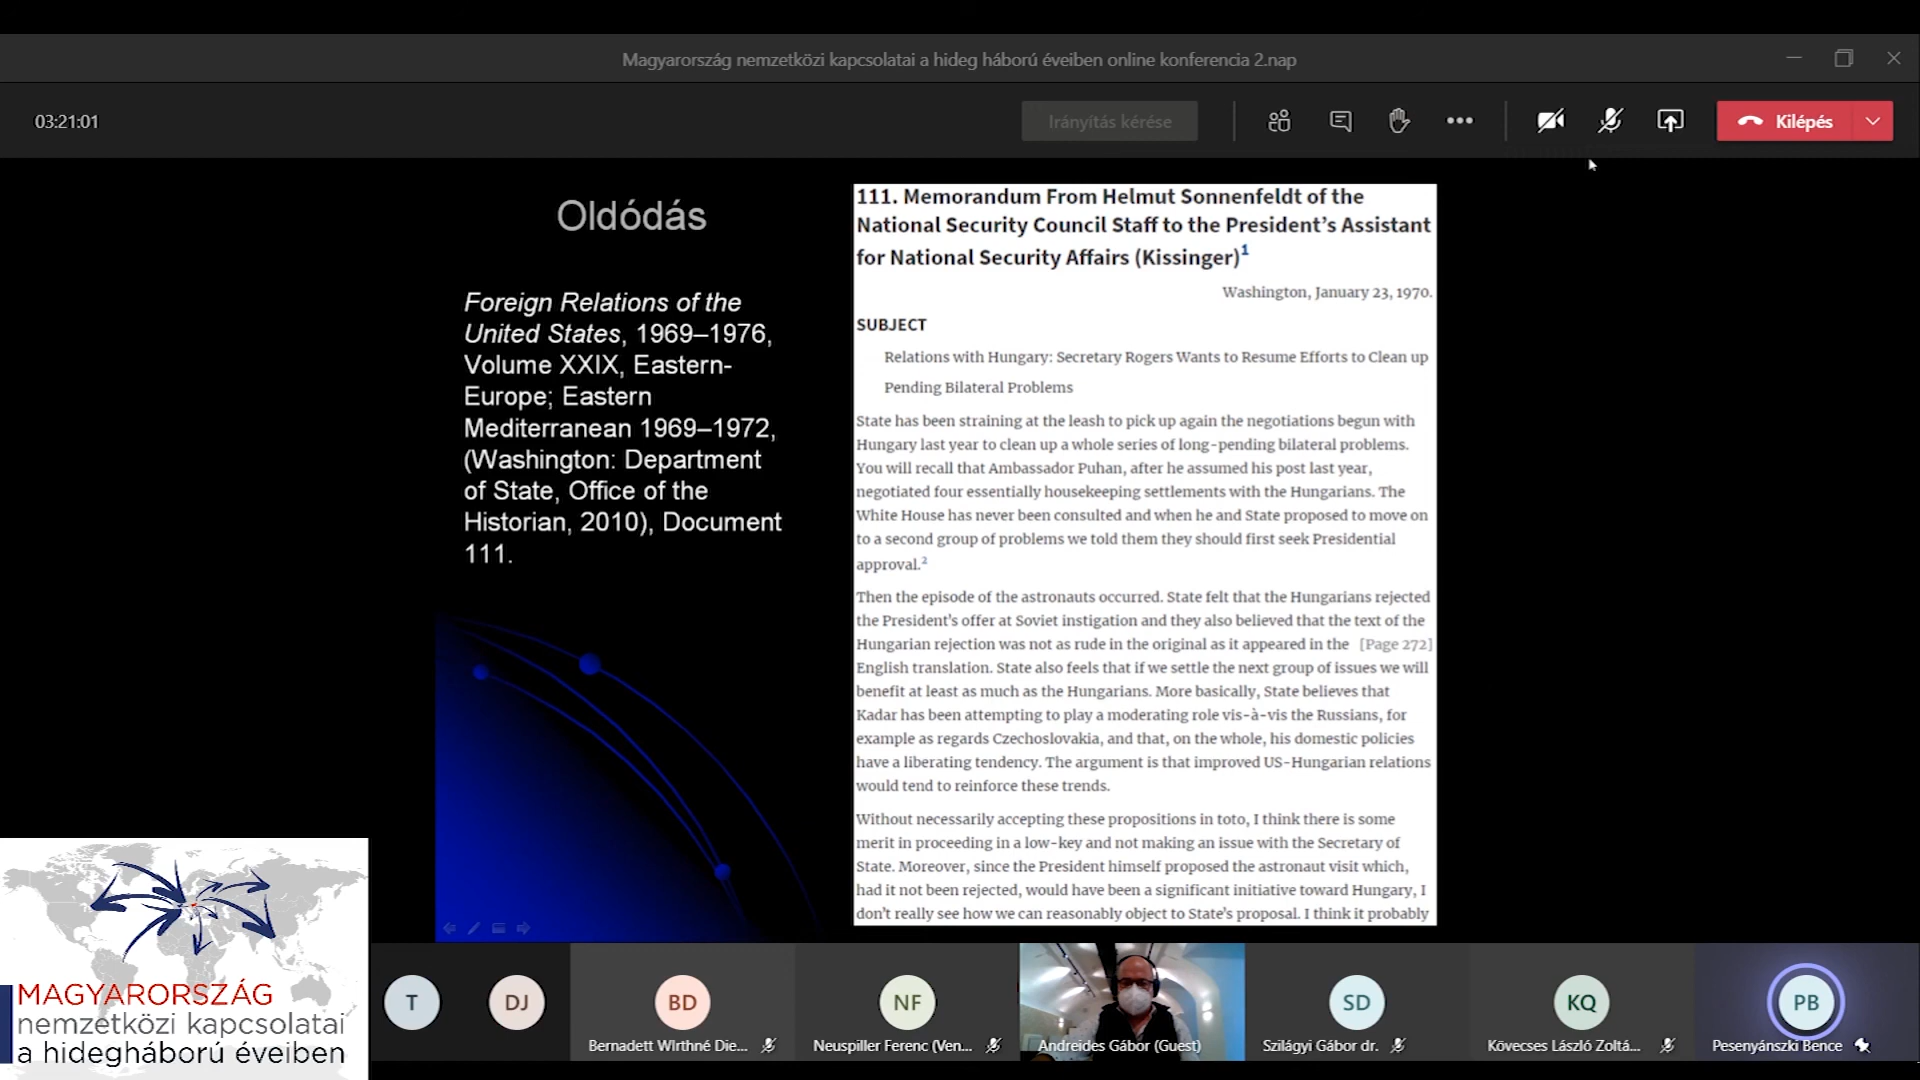 Magyarország nemzetközi kapcsolatai a hideg háború éveiben online konferencia 2.nap
03:21:01
Irányítás kérése
Kilépés
Oldódás
Foreign Relations of the
United States, 1969–1976,
Volume XXIX, Eastern-
Europe; Eastern
Mediterranean 1969–1972,
(Washington: Department
of State, Office of the
Historian, 2010), Document
111.
111. Memorandum From Helmut Sonnenfeldt of the
National Security Council Staff to the President’s Assistant
for National Security Affairs (Kissinger)1
Washington, January 23, 1970.
SUBJECT
Relations with Hungary: Secretary Rogers Wants to Resume Efforts to Clean up
Pending Bilateral Problems
State has been straining at the leash to pick up again the negotiations begun with
Hungary last year to clean up a whole series of long-pending bilateral problems.
You will recall that Ambassador Puhan, after he assumed his post last year,
negotiated four essentially housekeeping settlements with the Hungarians. The
White House has never been consulted and when he and State proposed to move on
to a second group of problems we told them they should first seek Presidential
approval.2
Then the episode of the astronauts occurred. State felt that the Hungarians rejected
the President’s offer at Soviet instigation and they also believed that the text of the
Hungarian rejection was not as rude in the original as it appeared in the [Page 272]
English translation. State also feels that if we settle the next group of issues we will
benefit at least as much as the Hungarians. More basically, State believes that
Kadar has been attempting to play a moderating role vis-à-vis the Russians, for
example as regards Czechoslovakia, and that, on the whole, his domestic policies
have a liberating tendency. The argument is that improved US-Hungarian relations
would tend to reinforce these trends.
Without necessarily accepting these propositions in toto, I think there is some
merit in proceeding in a low-key and not making an issue with the Secretary of
State. Moreover, since the President himself proposed the astronaut visit which,
had it not been rejected, would have been a significant initiative toward Hungary, I
don’t really see how we can reasonably object to State’s proposal. I think it probably
MAGYARORSZÁG
nemzetközi kapcsolatai
a hidegháború éveiben
T
DJ
BD
Bernadett WIrthné Die...
NF
Neuspiller Ferenc (Ven...
Andreides Gábor (Guest)
SD
Szilágyi Gábor dr.
KQ
Kövecses László Zoltá...
PB
Pesenyánszki Bence